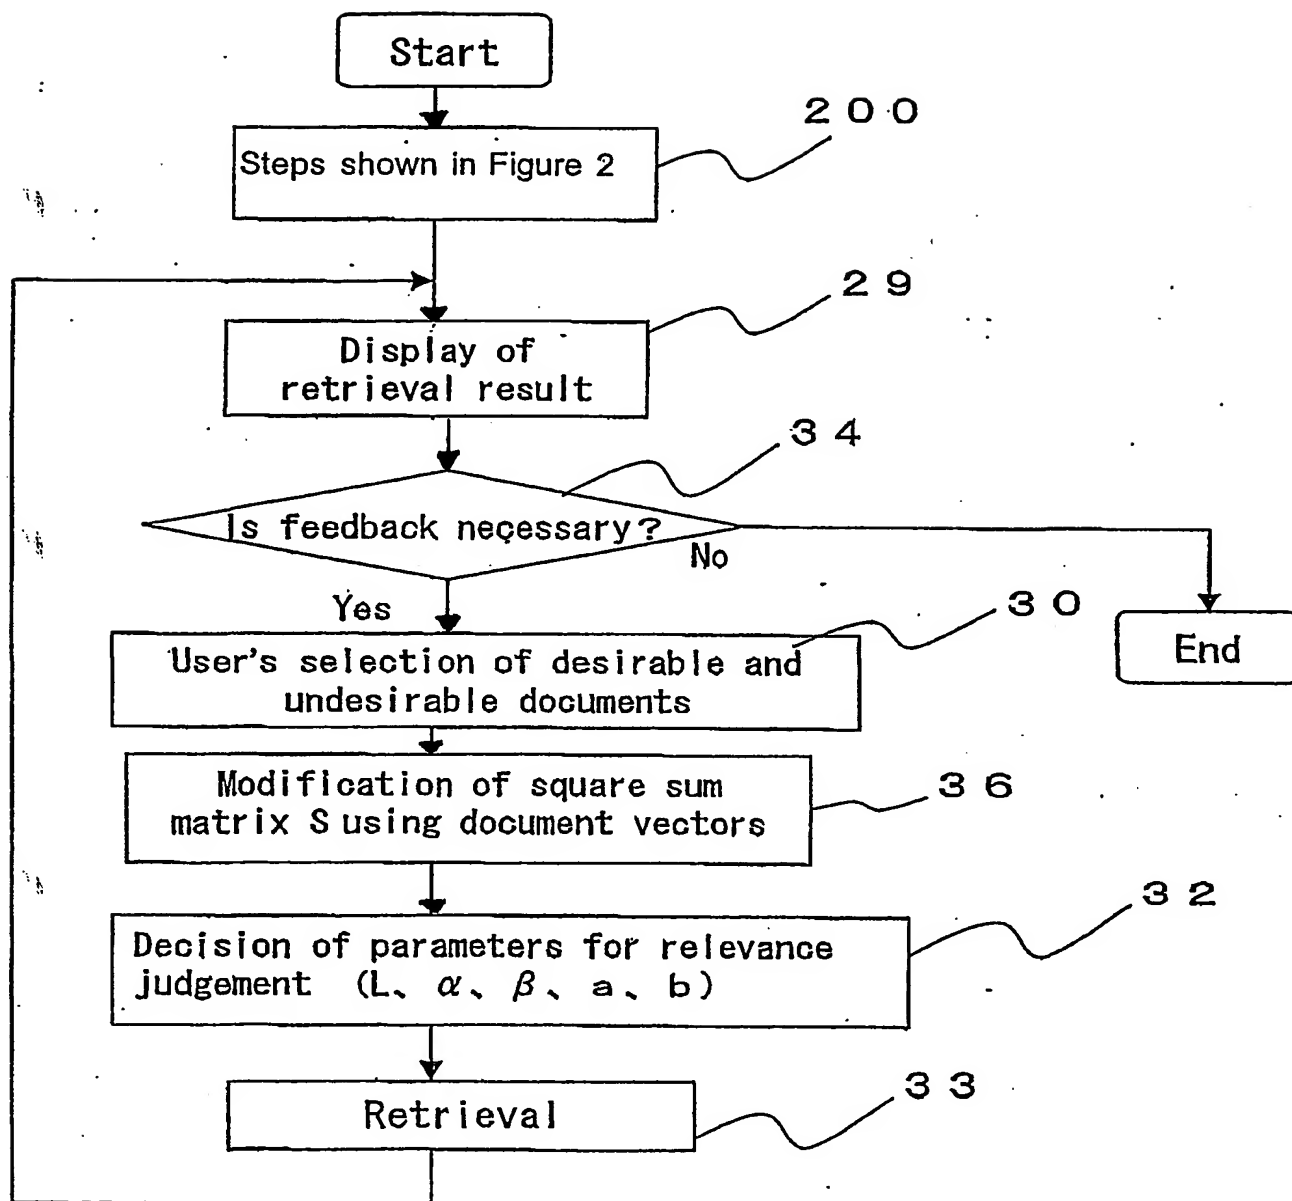 Start
２００
Steps shown in Figure 2
２９
Display of
retrieval result
３４
Is feedback necessary?
No
Yes
３０
User's selection of desirable and
undesirable documents
End
Modification of square sum
matrix S using document vectors
３６
３２
Decision of parameters for relevance
judgement (L、α、β、a、b)
３３
Retrieval